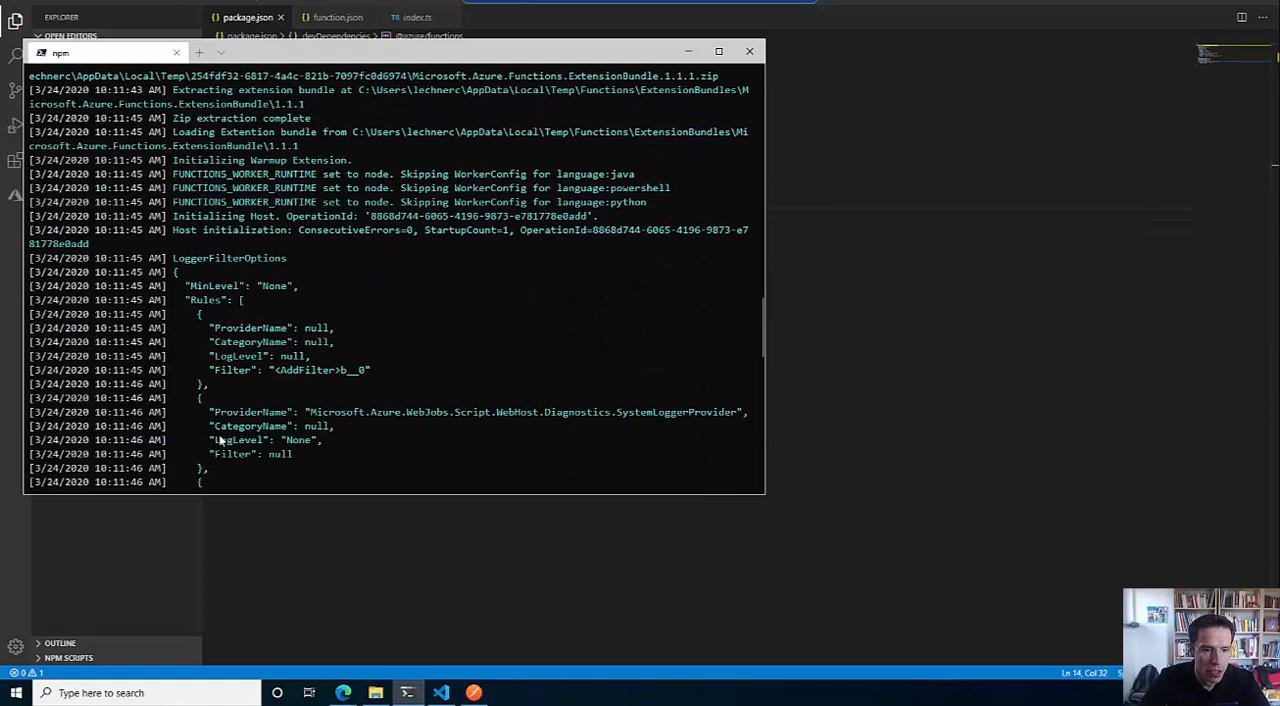 EXPLORER
OPEN EDITORS
package.json
function.json
TS index.ts
package.json > devDependencies > @azure/functions
npm
echnerc\AppData\Local\Temp\254fdf32-6817-4a4c-821b-7097fc0d6974\Microsoft.Azure.Functions.ExtensionBundle.1.1.1.zip
[3/24/2020 10:11:43 AM] Extracting extension bundle at C:\Users\lechnerc\AppData\Local\Temp\Functions\ExtensionBundles\M
icrosoft.Azure.Functions.ExtensionBundle\1.1.1
[3/24/2020 10:11:45 AM] Zip extraction complete
[3/24/2020 10:11:45 AM] Loading Extention bundle from C:\Users\lechnerc\AppData\Local\Temp\Functions\ExtensionBundles\Mi
crosoft.Azure.Functions.ExtensionBundle\1.1.1
[3/24/2020 10:11:45 AM] Initializing Warmup Extension.
[3/24/2020 10:11:45 AM] FUNCTIONS_WORKER_RUNTIME set to node. Skipping WorkerConfig for language:java
[3/24/2020 10:11:45 AM] FUNCTIONS_WORKER_RUNTIME set to node. Skipping WorkerConfig for language:powershell
[3/24/2020 10:11:45 AM] FUNCTIONS_WORKER_RUNTIME set to node. Skipping WorkerConfig for language:python
[3/24/2020 10:11:45 AM] Initializing Host. OperationId: '8868d744-6065-4196-9873-e781778e0add'.
[3/24/2020 10:11:45 AM] Host initialization: ConsecutiveErrors=0, StartupCount=1, OperationId=8868d744-6065-4196-9873-e7
81778e0add
[3/24/2020 10:11:45 AM] LoggerFilterOptions
[3/24/2020 10:11:45 AM] {
[3/24/2020 10:11:45 AM]   "MinLevel": "None",
[3/24/2020 10:11:45 AM]   "Rules": [
[3/24/2020 10:11:45 AM]     {
[3/24/2020 10:11:45 AM]       "ProviderName": null,
[3/24/2020 10:11:45 AM]       "CategoryName": null,
[3/24/2020 10:11:45 AM]       "LogLevel": null,
[3/24/2020 10:11:46 AM]       "Filter": "<AddFilter>b__0"
[3/24/2020 10:11:46 AM]     },
[3/24/2020 10:11:46 AM]     {
[3/24/2020 10:11:46 AM]       "ProviderName": "Microsoft.Azure.WebJobs.Script.WebHost.Diagnostics.SystemLoggerProvider",
[3/24/2020 10:11:46 AM]       "CategoryName": null,
[3/24/2020 10:11:46 AM]       "LogLevel": "None",
[3/24/2020 10:11:46 AM]       "Filter": null
[3/24/2020 10:11:46 AM]     },
[3/24/2020 10:11:46 AM]     {
OUTLINE
NPM SCRIPTS
0 1
Ln 14, Col 32
Type here to search